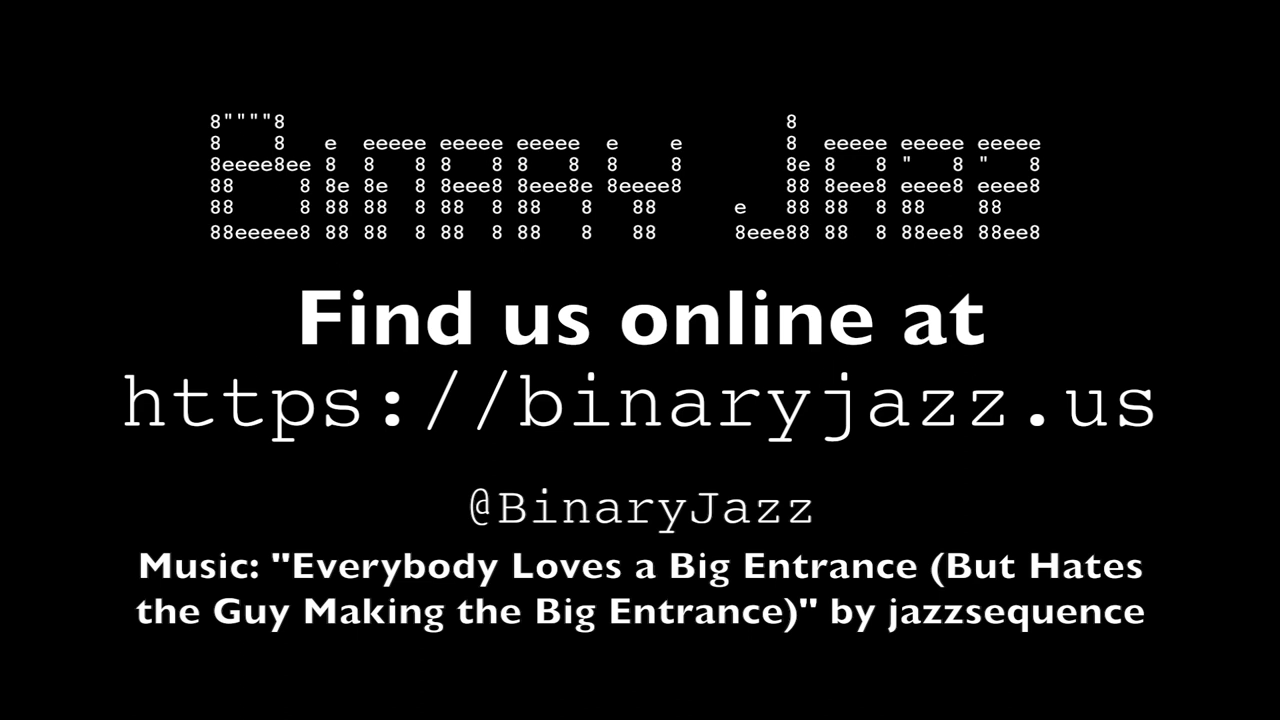 Binary Jazz
Find us online at
https://binaryjazz.us
@BinaryJazz
Music: "Everybody Loves a Big Entrance (But Hates
the Guy Making the Big Entrance)" by jazzsequence